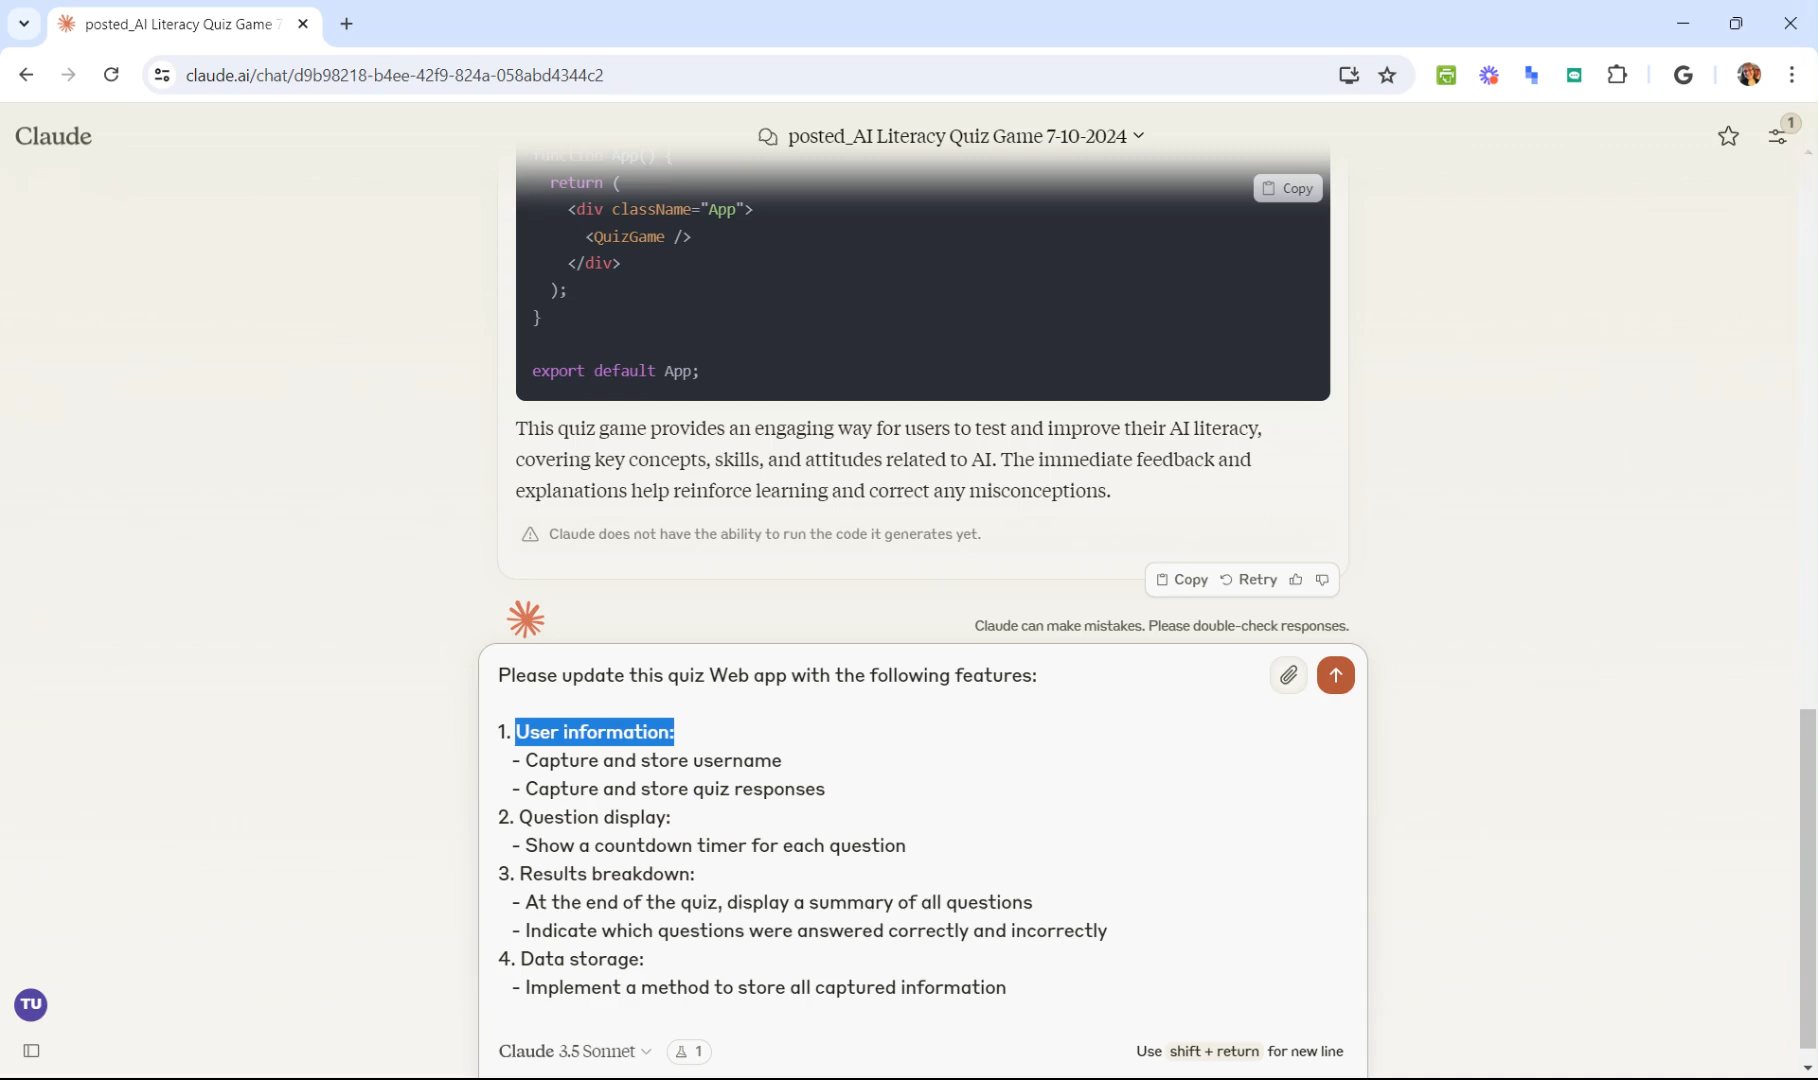 posted_AI Literacy Quiz Game 7
claude.ai/chat/d9b98218-b4ee-42f9-824a-058abd4344c2
Claude
posted_AI Literacy Quiz Game 7-10-2024
1
function App() {
return (
Copy
<div className="App">
<QuizGame />
</div>
);
}
export default App;
This quiz game provides an engaging way for users to test and improve their AI literacy,
covering key concepts, skills, and attitudes related to AI. The immediate feedback and
explanations help reinforce learning and correct any misconceptions.
Claude does not have the ability to run the code it generates yet.
Copy Retry
Claude can make mistakes. Please double-check responses.
Please update this quiz Web app with the following features:
1. User information:
- Capture and store username
- Capture and store quiz responses
2. Question display:
- Show a countdown timer for each question
3. Results breakdown:
- At the end of the quiz, display a summary of all questions
- Indicate which questions were answered correctly and incorrectly
4. Data storage:
- Implement a method to store all captured information
TU
Claude 3.5 Sonnet 1
Use shift + return for new line